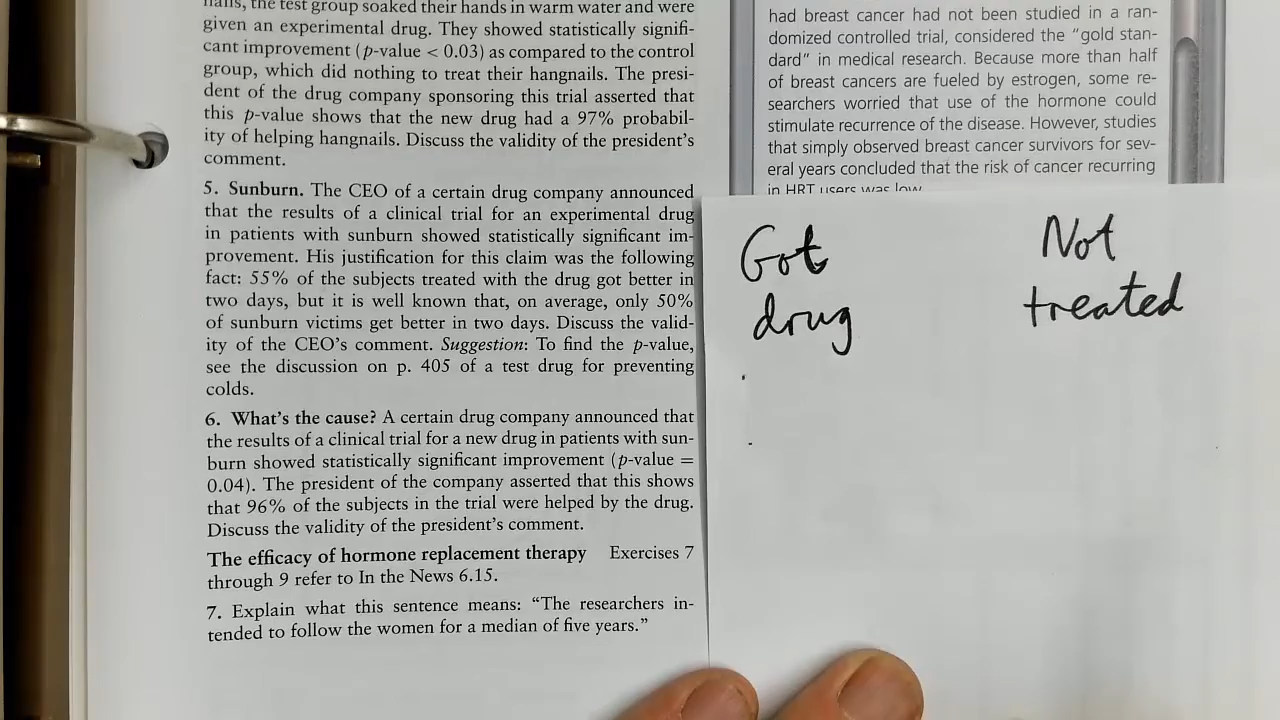 nails, the test group soaked their hands in warm water and were
given an experimental drug. They showed statistically signifi-
cant improvement (p-value < 0.03) as compared to the control
group, which did nothing to treat their hangnails. The presi-
dent of the drug company sponsoring this trial asserted that
this p-value shows that the new drug had a 97% probabil-
ity of helping hangnails. Discuss the validity of the president's
comment.
5. Sunburn. The CEO of a certain drug company announced
that the results of a clinical trial for an experimental drug
in patients with sunburn showed statistically significant im-
provement. His justification for this claim was the following
fact: 55% of the subjects treated with the drug got better in
two days, but it is well known that, on average, only 50%
of sunburn victims get better in two days. Discuss the valid-
ity of the CEO's comment. Suggestion: To find the p-value,
see the discussion on p. 405 of a test drug for preventing
colds.
6. What's the cause? A certain drug company announced that
the results of a clinical trial for a new drug in patients with sun-
burn showed statistically significant improvement (p-value =
0.04). The president of the company asserted that this shows
that 96% of the subjects in the trial were helped by the drug.
Discuss the validity of the president's comment.
The efficacy of hormone replacement therapy Exercises 7
through 9 refer to In the News 6.15.
7. Explain what this sentence means: "The researchers in-
tended to follow the women for a median of five years."
had breast cancer had not been studied in a ran-
domized controlled trial, considered the "gold stan-
dard" in medical research. Because more than half
of breast cancers are fueled by estrogen, some re-
searchers worried that use of the hormone could
stimulate recurrence of the disease. However, studies
that simply observed breast cancer survivors for sev-
eral years concluded that the risk of cancer recurring
in HRT users was low
Got
drug
Not
treated